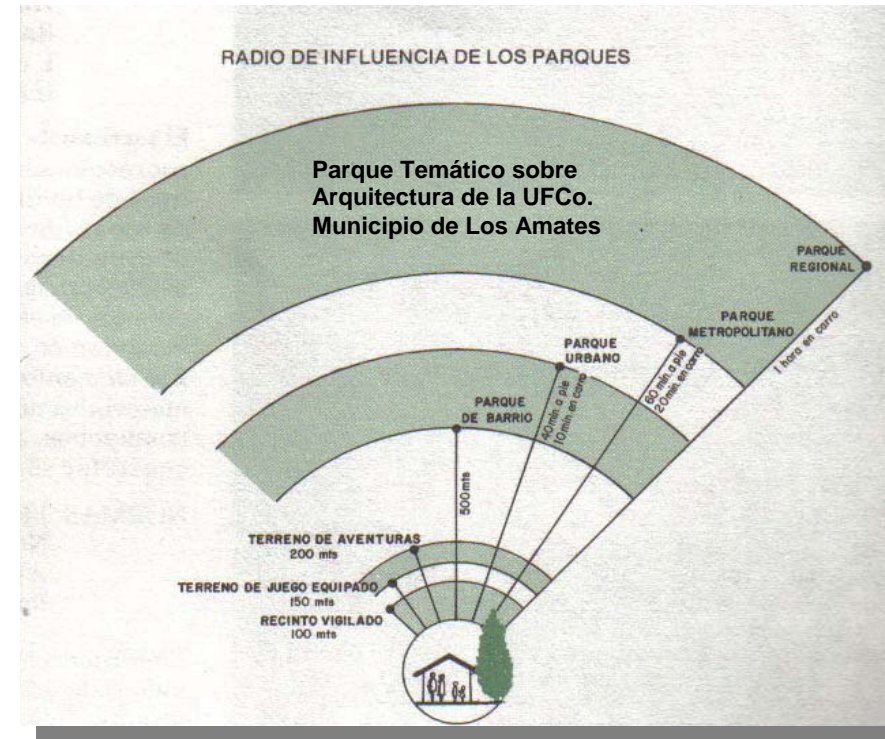 RADIO DE INFLUENCIA DE LOS PARQUES
Parque Temático sobre
Arquitectura de la UFCo.
Municipio de Los Amates
PARQUE
REGIONAL
PARQUE
METROPOLITANO
1 hora en carro
PARQUE
URBANO
60 min. a pie
20 min. en carro
PARQUE
DE BARRIO
40 min. a pie
10 min. en carro
500 mts
TERRENO DE AVENTURAS
200 mts
TERRENO DE JUEGO EQUIPADO
150 mts
RECINTO VIGILADO
100 mts